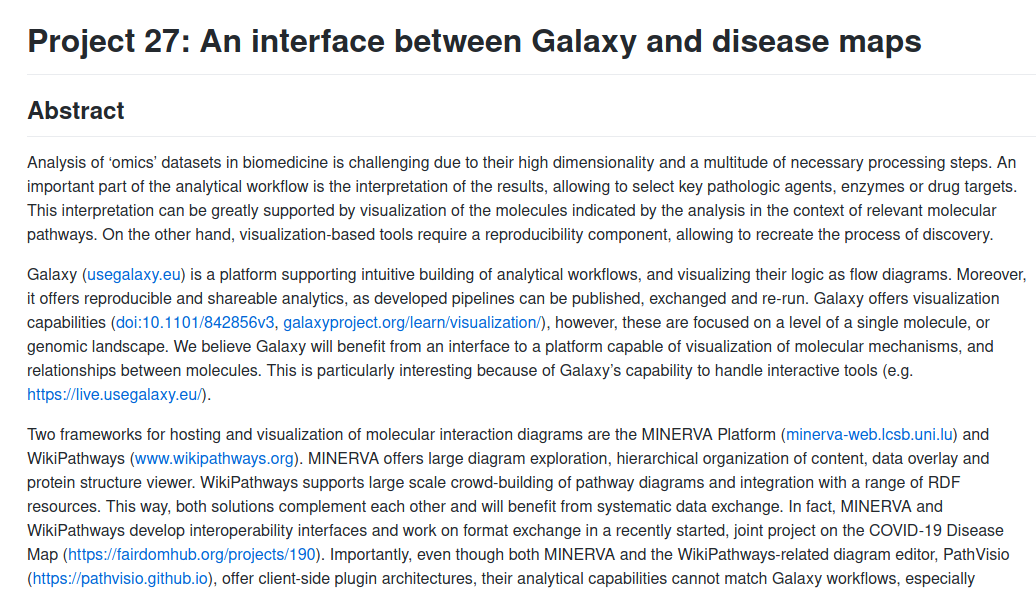 Project 27: An interface between Galaxy and disease maps
Abstract
Analysis of ‘omics’ datasets in biomedicine is challenging due to their high dimensionality and a multitude of necessary processing steps. An
important part of the analytical workflow is the interpretation of the results, allowing to select key pathologic agents, enzymes or drug targets.
This interpretation can be greatly supported by visualization of the molecules indicated by the analysis in the context of relevant molecular
pathways. On the other hand, visualization-based tools require a reproducibility component, allowing to recreate the process of discovery.
Galaxy (usegalaxy.eu) is a platform supporting intuitive building of analytical workflows, and visualizing their logic as flow diagrams. Moreover,
it offers reproducible and shareable analytics, as developed pipelines can be published, exchanged and re-run. Galaxy offers visualization
capabilities (doi:10.1101/842856v3, galaxyproject.org/learn/visualization/), however, these are focused on a level of a single molecule, or
genomic landscape. We believe Galaxy will benefit from an interface to a platform capable of visualization of molecular mechanisms, and
relationships between molecules. This is particularly interesting because of Galaxy’s capability to handle interactive tools (e.g.
https://live.usegalaxy.eu/).
Two frameworks for hosting and visualization of molecular interaction diagrams are the MINERVA Platform (minerva-web.lcsb.uni.lu) and
WikiPathways (www.wikipathways.org). MINERVA offers large diagram exploration, hierarchical organization of content, data overlay and
protein structure viewer. WikiPathways supports large scale crowd-building of pathway diagrams and integration with a range of RDF
resources. This way, both solutions complement each other and will benefit from systematic data exchange. In fact, MINERVA and
WikiPathways develop interoperability interfaces and work on format exchange in a recently started, joint project on the COVID-19 Disease
Map (https://fairdomhub.org/projects/190). Importantly, even though both MINERVA and the WikiPathways-related diagram editor, PathVisio
(https://pathvisio.github.io), offer client-side plugin architectures, their analytical capabilities cannot match Galaxy workflows, especially